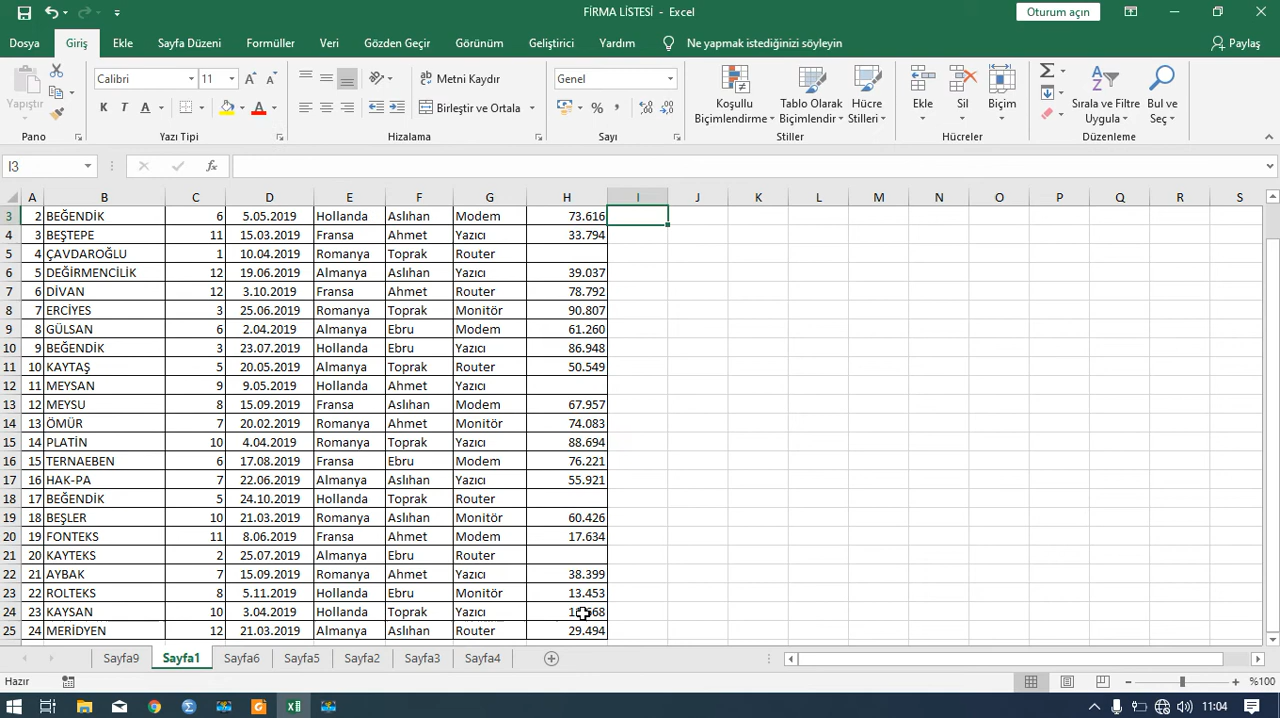 FİRMA LİSTESİ - Excel
Oturum açın
Dosya Giriş Ekle Sayfa Düzeni Formüller Veri Gözden Geçir Görünüm Geliştirici Yardım Ne yapmak istediğinizi söyleyin Paylaş
Yapıştır
Calibri 11
K T A
Metni Kaydır
Birleştir ve Ortala
Genel
Koşullu Biçimlendirme
Tablo Olarak Biçimlendir
Hücre Stilleri
Ekle Sil Biçim
Sırala ve Filtre Uygula
Bul ve Seç
Pano Yazı Tipi Hizalama Sayı Stiller Hücreler Düzenleme
I3 fx
A B C D E F G H I J K L M N O P Q R S
3 2 BEĞENDİK 6 5.05.2019 Hollanda Aslıhan Modem 73.616
4 3 BEŞTEPE 11 15.03.2019 Fransa Ahmet Yazıcı 33.794
5 4 ÇAVDAROĞLU 1 10.04.2019 Romanya Toprak Router
6 5 DEĞİRMENCİLİK 12 19.06.2019 Almanya Aslıhan Yazıcı 39.037
7 6 DİVAN 12 3.10.2019 Fransa Ahmet Router 78.792
8 7 ERCİYES 3 25.06.2019 Romanya Toprak Monitör 90.807
9 8 GÜLSAN 6 2.04.2019 Almanya Ebru Modem 61.260
10 9 BEĞENDİK 3 23.07.2019 Hollanda Ebru Yazıcı 86.948
11 10 KAYTAŞ 5 20.05.2019 Almanya Toprak Router 50.549
12 11 MEYSAN 9 9.05.2019 Hollanda Ahmet Yazıcı
13 12 MEYSU 8 15.09.2019 Fransa Aslıhan Modem 67.957
14 13 ÖMÜR 7 20.02.2019 Romanya Ahmet Monitör 74.083
15 14 PLATİN 10 4.04.2019 Romanya Toprak Yazıcı 88.694
16 15 TERNAEBEN 6 17.08.2019 Fransa Ebru Modem 76.221
17 16 HAK-PA 7 22.06.2019 Almanya Aslıhan Yazıcı 55.921
18 17 BEĞENDİK 5 24.10.2019 Hollanda Toprak Router
19 18 BEŞLER 10 21.03.2019 Romanya Aslıhan Monitör 60.426
20 19 FONTEKS 11 8.06.2019 Fransa Ahmet Modem 17.634
21 20 KAYTEKS 2 25.07.2019 Almanya Ebru Router
22 21 AYBAK 7 15.09.2019 Romanya Ahmet Yazıcı 38.399
23 22 ROLTEKS 8 5.11.2019 Hollanda Ebru Monitör 13.453
24 23 KAYSAN 10 3.04.2019 Hollanda Toprak Yazıcı
25 24 MERİDYEN 12 21.03.2019 Almanya Aslıhan Router 29.494
Sayfa9 Sayfa1 Sayfa6 Sayfa5 Sayfa2 Sayfa3 Sayfa4
Hazır %100
11:04